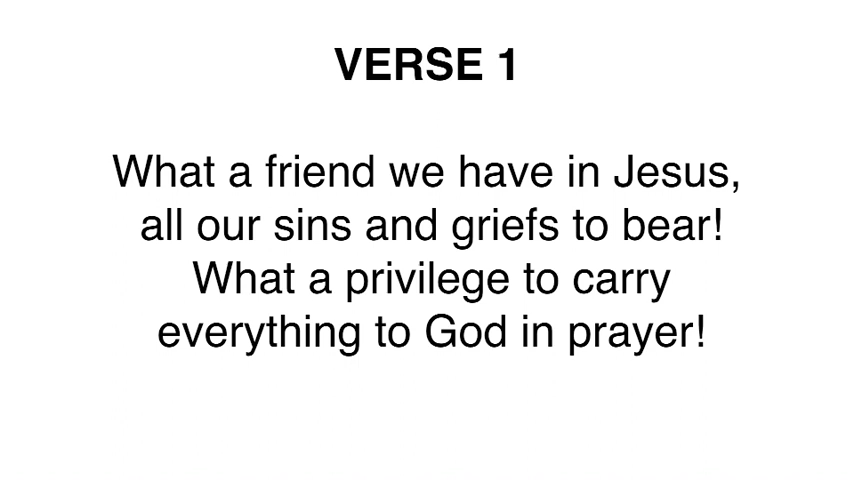 VERSE 1
What a friend we have in Jesus,
all our sins and griefs to bear!
What a privilege to carry
everything to God in prayer!